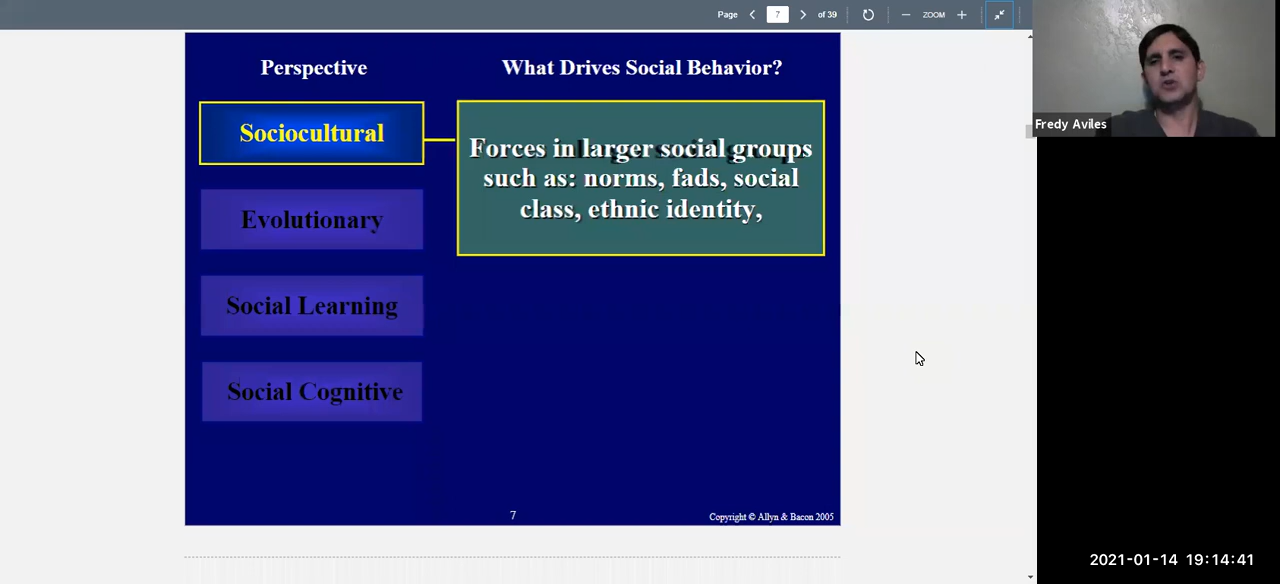 Page 7 of 39 ZOOM
Perspective
What Drives Social Behavior?
Sociocultural
Forces in larger social groups
such as: norms, fads, social
class, ethnic identity,
Evolutionary
Social Learning
Social Cognitive
7
Copyright © Allyn & Bacon 2005
Fredy Aviles
2021-01-14 19:14:41